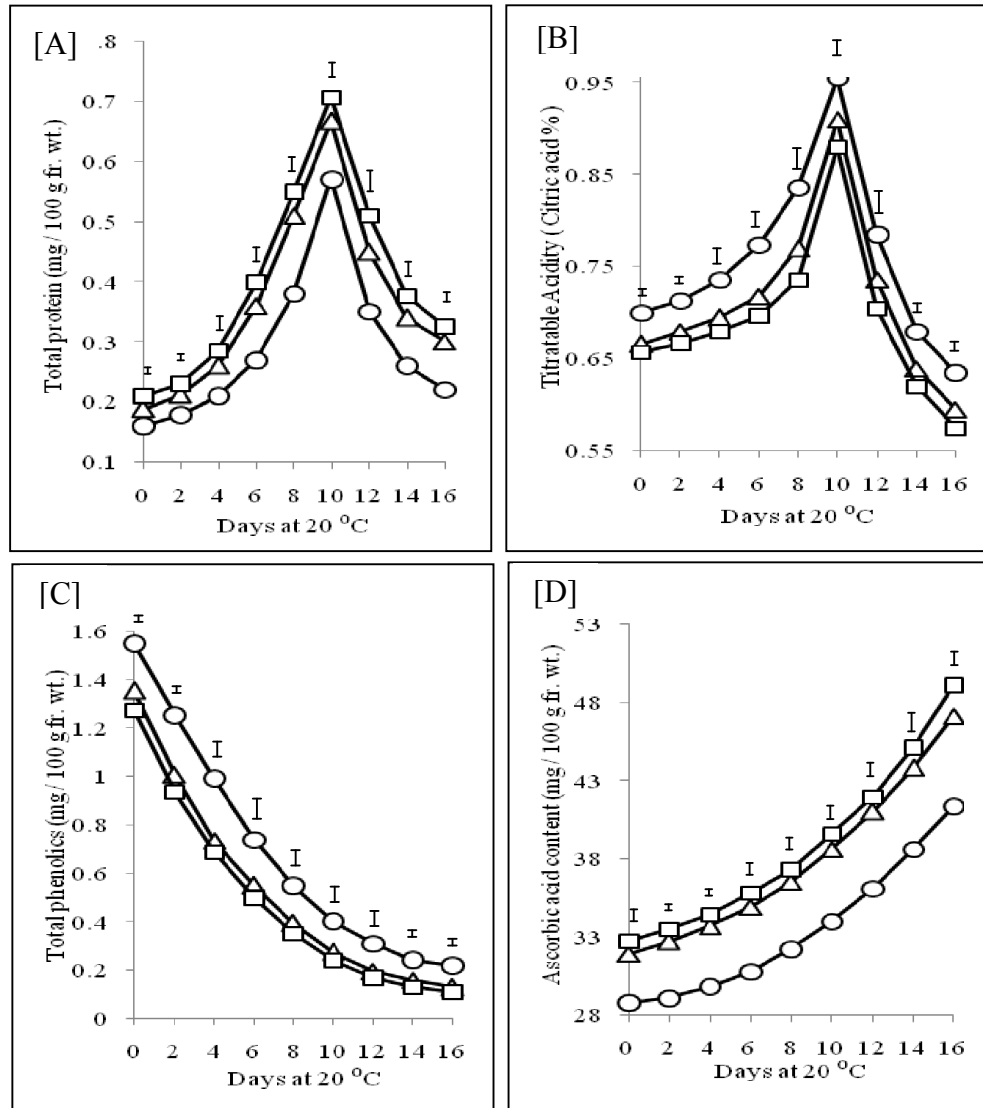 [A]
Total protein (mg / 100 g fr. wt.)
.8
0.7
0.6
0.5
0.4
0.3
0.2
0.1
0 2 4 6 8 10 12 14 16
Days at 20 °C
[B]
Titratable Acidity (Citric acid %)
0.95
0.85
0.75
0.65
0.55
0 2 4 6 8 10 12 14 16
Days at 20 °C
[C]
Total phenolics (mg / 100 g fr. wt.)
1.6
1.4
1.2
1
0.8
0.6
0.4
0.2
0
0 2 4 6 8 10 12 14 16
Days at 20 °C
[D]
Ascorbic acid content (mg / 100 g fr. wt.)
53
48
43
38
33
28
0 2 4 6 8 10 12 14 16
Days at 20 °C